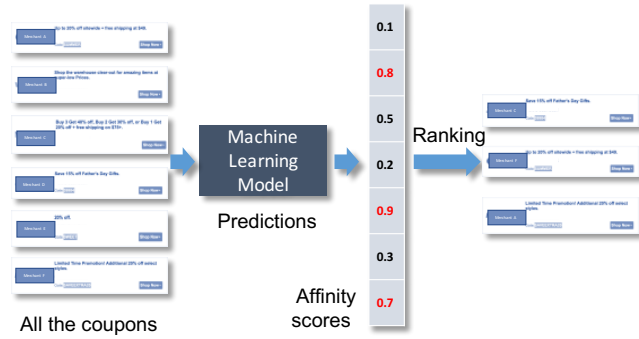 Merchant A
Up to 20% off sitewide + free shipping at $49.
Shop Now
Merchant B
Shop the warehouse clear-out for amazing items at
super-low Prices.
Shop Now
Merchant C
Buy 3 Get 40% off, Buy 2 Get 30% off, or Buy 1 Get
20% off + free shipping on $75+.
Shop Now
Merchant D
Save 15% off Father's Day Gifts.
Shop Now
20% off.
Shop Now
Merchant F
Limited Time Promotion! Additional 20% off select
styles
Shop Now
All the coupons
Machine
Learning
Model
Predictions
0.1
0.8
0.5
0.2
0.9
0.3
0.7
Affinity
scores
Ranking
Save 15% off Father's Day Gifts.
Shop Now
Up to 20% off sitewide + free shipping at $49.
Shop Now
Limited Time Promotion! Additional 20% off select
styles
Shop Now